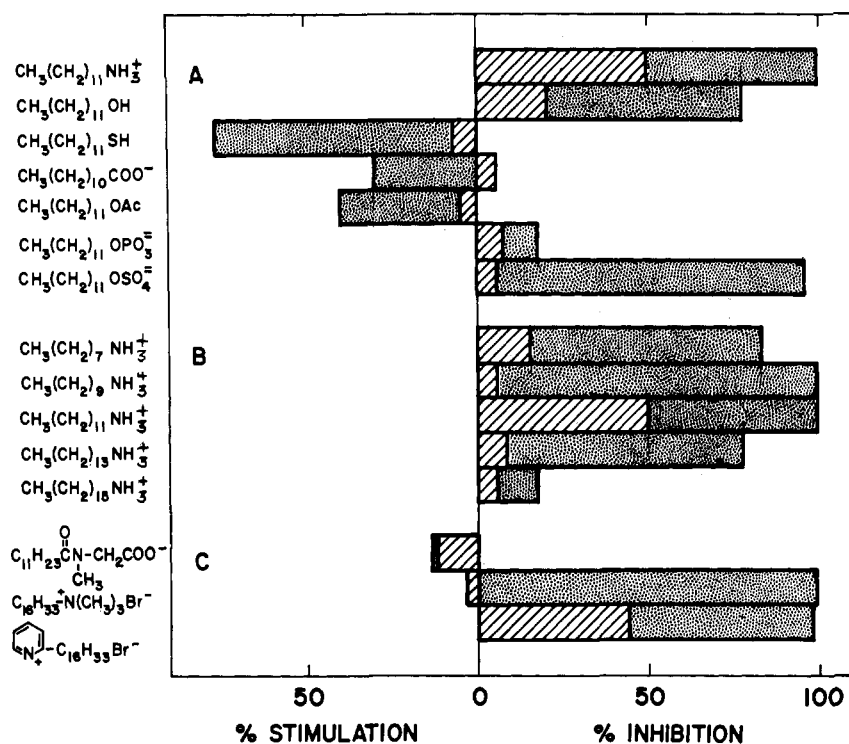 A
CH₃(CH₂)₁₁NH₃⁺
CH₃(CH₂)₁₁OH
CH₃(CH₂)₁₁SH
CH₃(CH₂)₁₀COO⁻
CH₃(CH₂)₁₁OAc
CH₃(CH₂)₁₁OPO₃⁼
CH₃(CH₂)₁₁OSO₄⁼
B
CH₃(CH₂)₇NH₃⁺
CH₃(CH₂)₉NH₃⁺
CH₃(CH₂)₁₁NH₃⁺
CH₃(CH₂)₁₃NH₃⁺
CH₃(CH₂)₁₅NH₃⁺
C
O
C₁₁H₂₃CN-CH₂COO⁻
CH₃
C₁₆H₃₃⁺N(CH₃)₃Br⁻
N⁺-C₁₆H₃₃Br⁻
50 0 50 100
% STIMULATION % INHIBITION